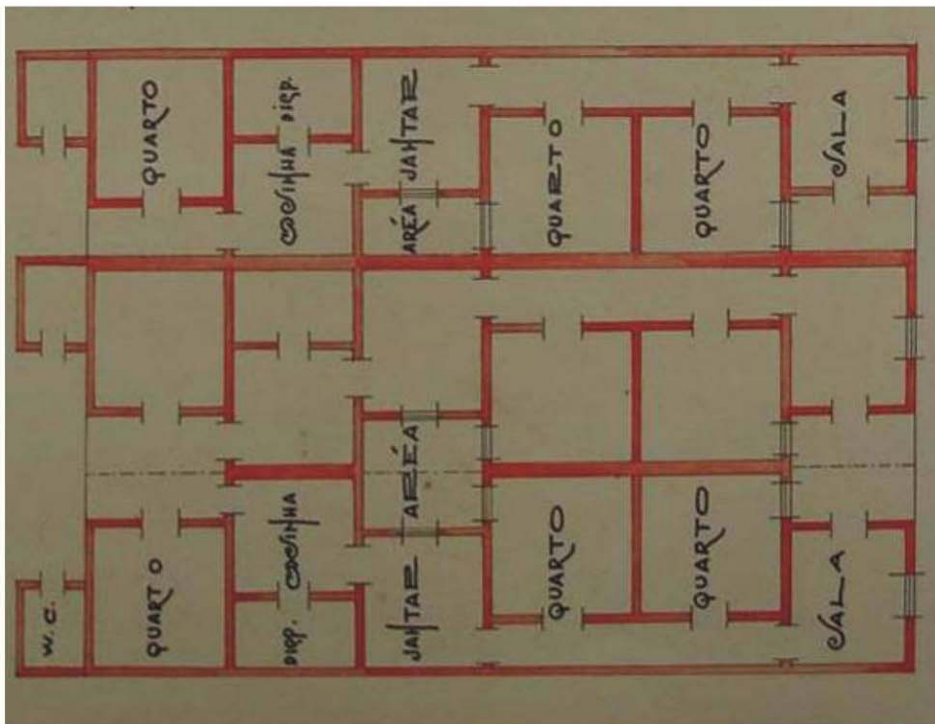 QUARTO
DISP.
COSINHA
JANTAR
ARÉA
QUARTO
QUARTO
SALA
ARÉA
W.C.
QUARTO
DISP.
COSINHA
JANTAR
QUARTO
QUARTO
SALA